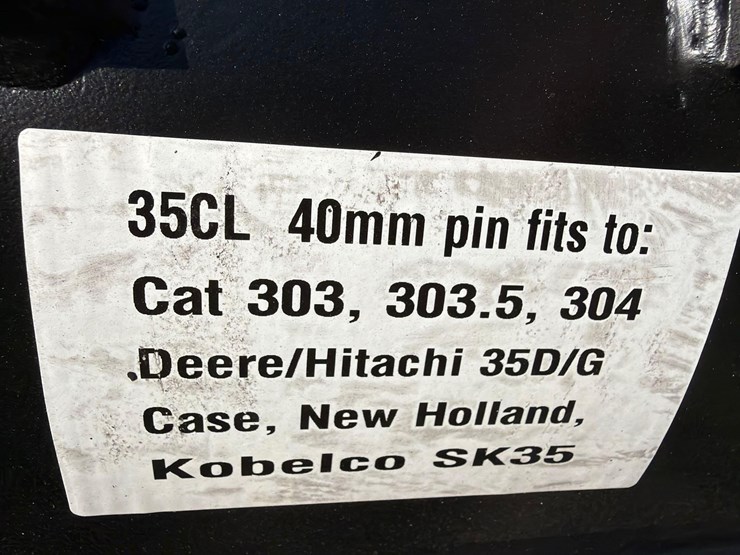 35CL 40mm pin fits to:
Cat 303, 303.5, 304
Deere/Hitachi 35D/G
Case, New Holland,
Kobelco SK35